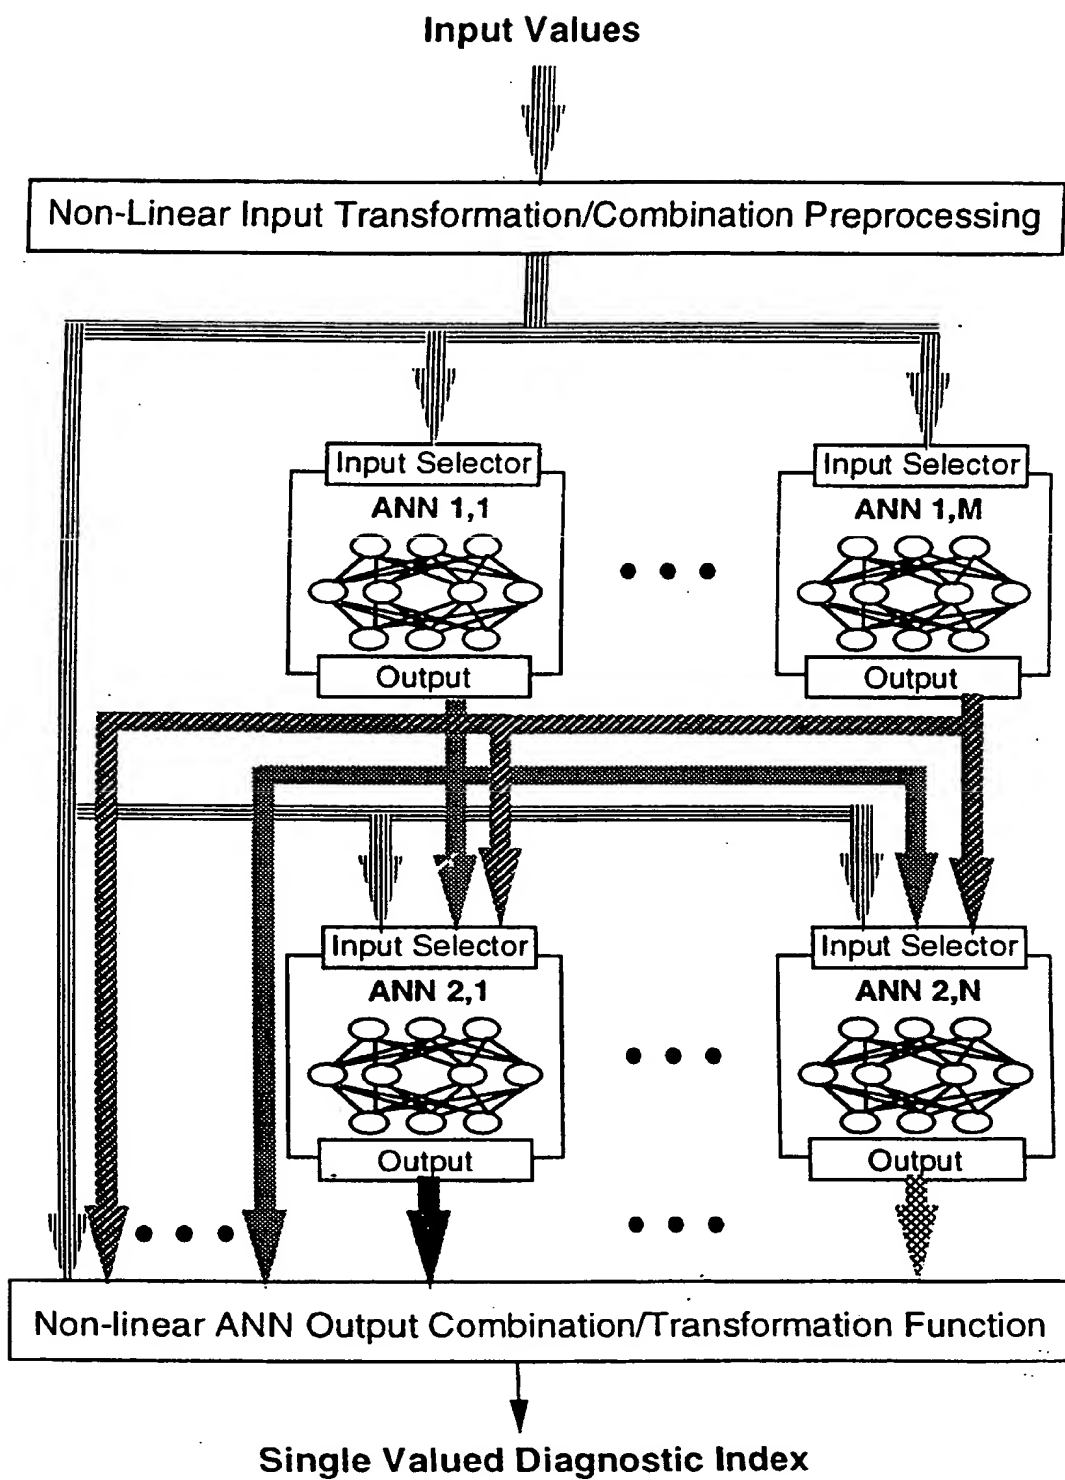 Input Values
Non-Linear Input Transformation/Combination Preprocessing
Input Selector
Input Selector
ANN 1,1
ANN 1,M
Output
Output
Input Selector
Input Selector
ANN 2,1
ANN 2,N
Output
Output
Non-linear ANN Output Combination/Transformation Function
Single Valued Diagnostic Index